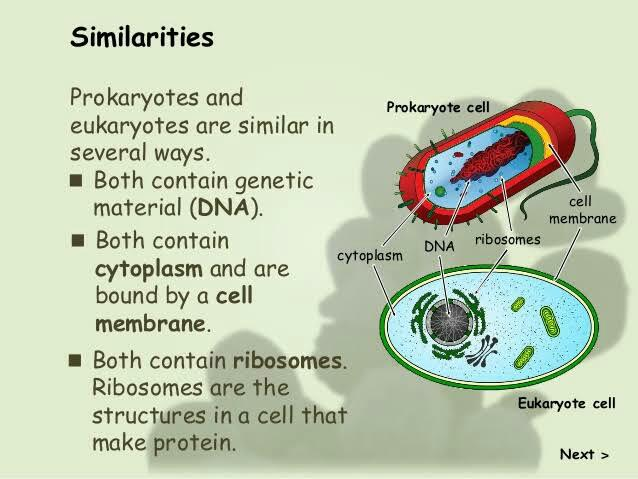 Similarities
Prokaryotes and
eukaryotes are similar in
several ways.
■ Both contain genetic
material (DNA).
■ Both contain
cytoplasm and are
bound by a cell
membrane.
■ Both contain ribosomes.
Ribosomes are the
structures in a cell that
make protein.
Prokaryote cell
cell
membrane
ribosomes
DNA
cytoplasm
Eukaryote cell
Next >